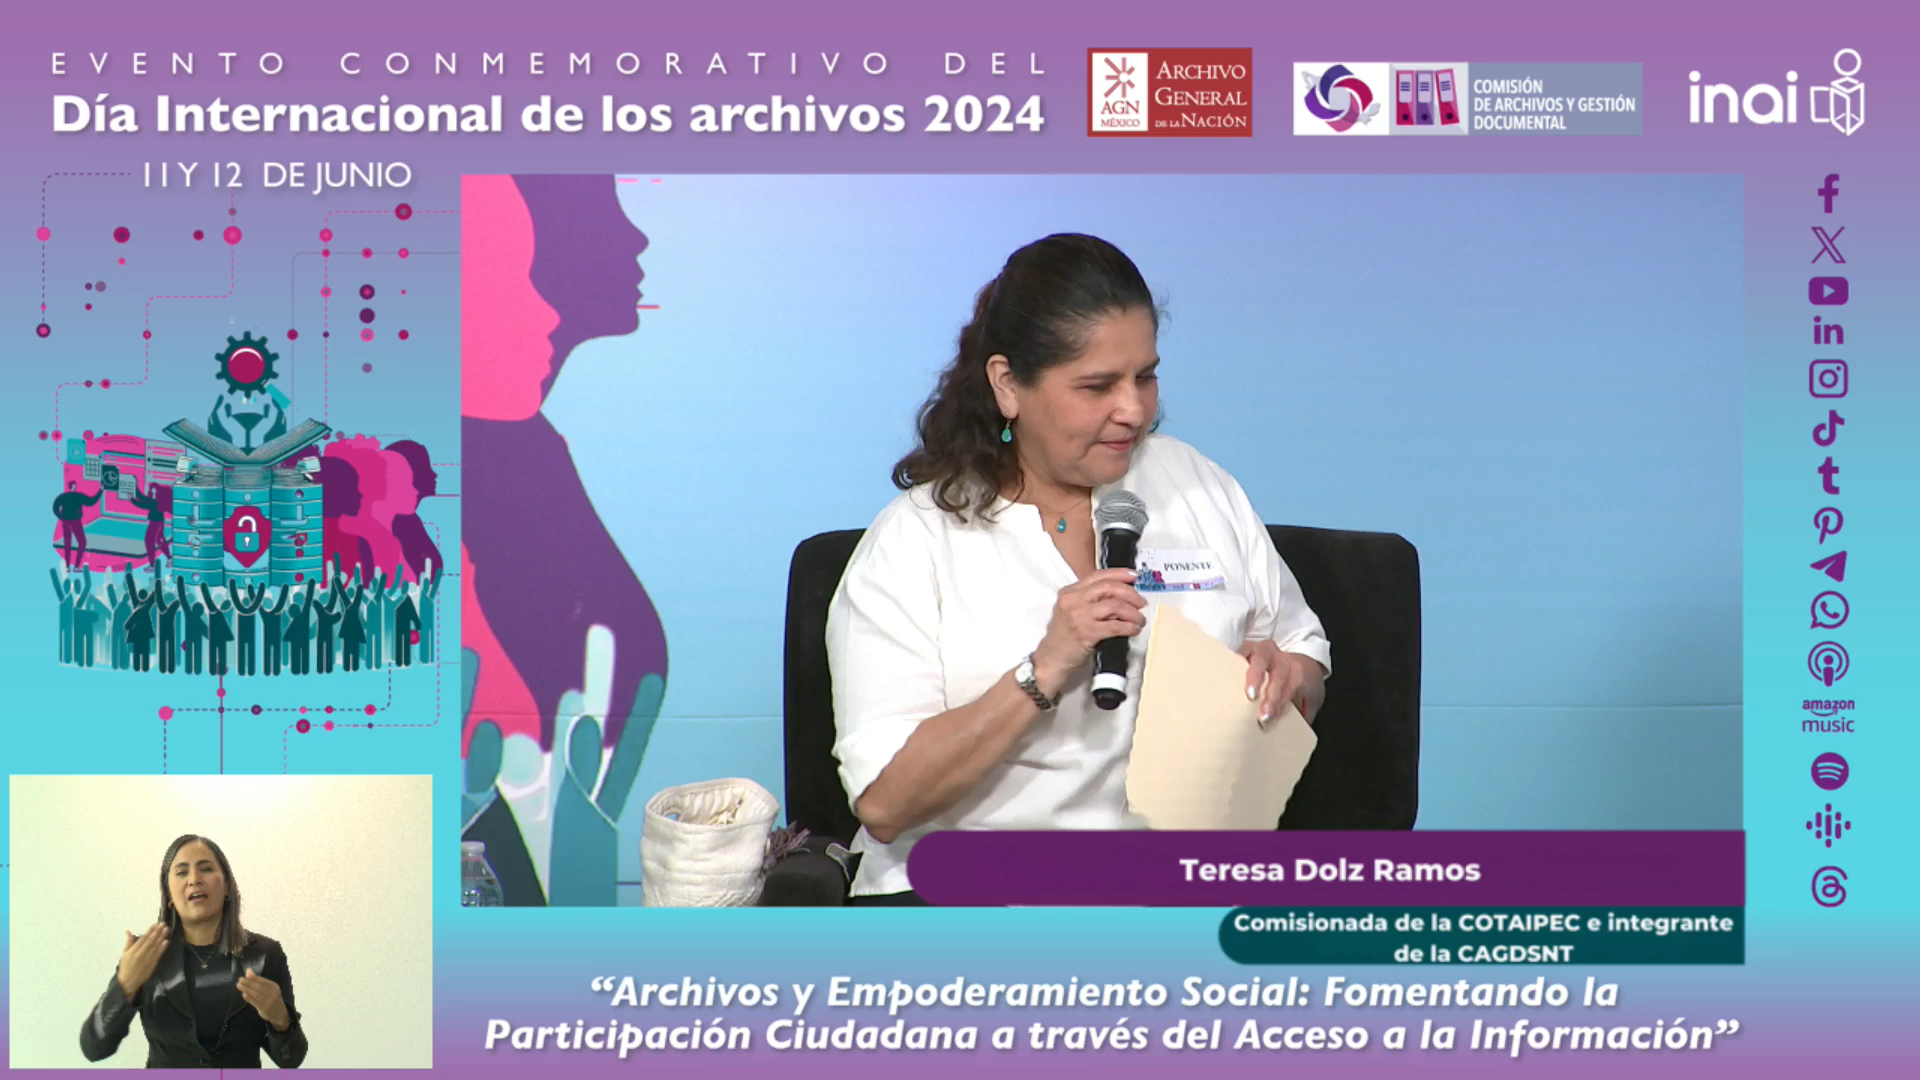 EVENTO CONMEMORATIVO DEL
Día Internacional de los archivos 2024
11 Y 12 DE JUNIO
AGN
MÉXICO
ARCHIVO
GENERAL
DE LA NACIÓN
COMISIÓN
DE ARCHIVOS Y GESTIÓN
DOCUMENTAL
inai
amazon
music
PONENTE
Teresa Dolz Ramos
Comisionada de la COTAIPEC e integrante
de la CAGDSNT
“Archivos y Empoderamiento Social: Fomentando la
Participación Ciudadana a través del Acceso a la Información”